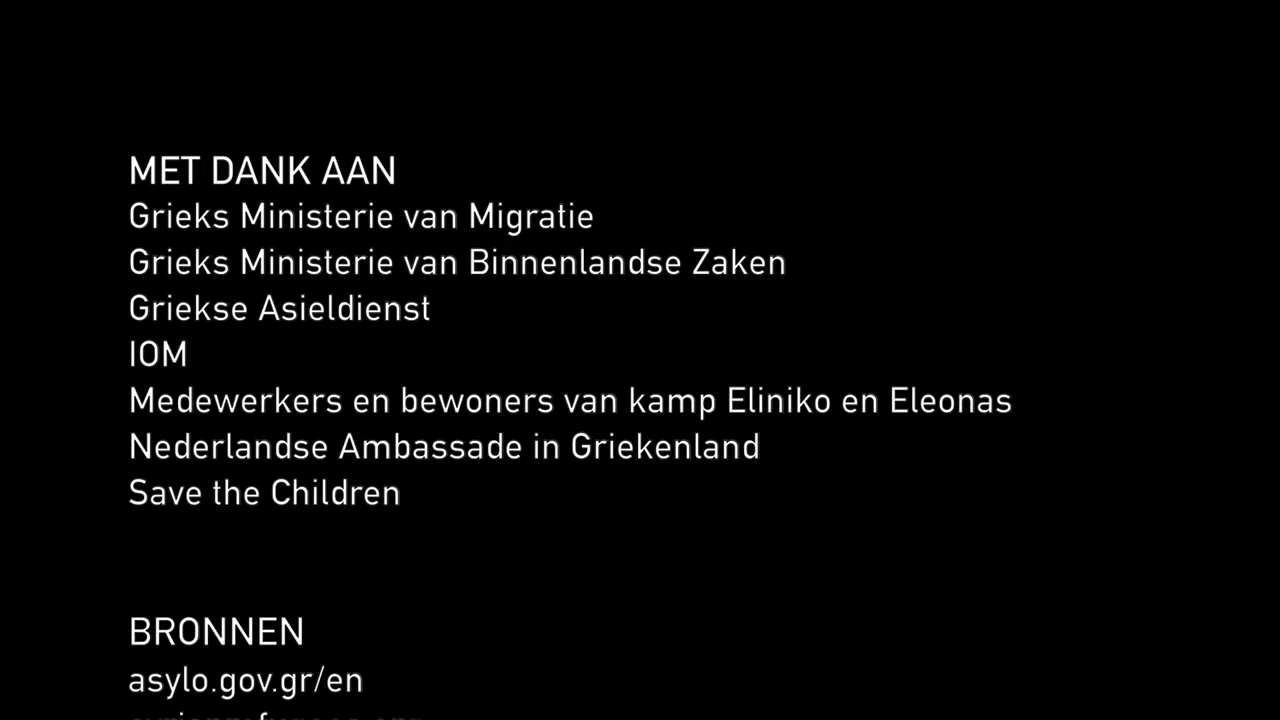 MET DANK AAN
Grieks Ministerie van Migratie
Grieks Ministerie van Binnenlandse Zaken
Griekse Asieldienst
IOM
Medewerkers en bewoners van kamp Eliniko en Eleonas
Nederlandse Ambassade in Griekenland
Save the Children
BRONNEN
asylo.gov.gr/en